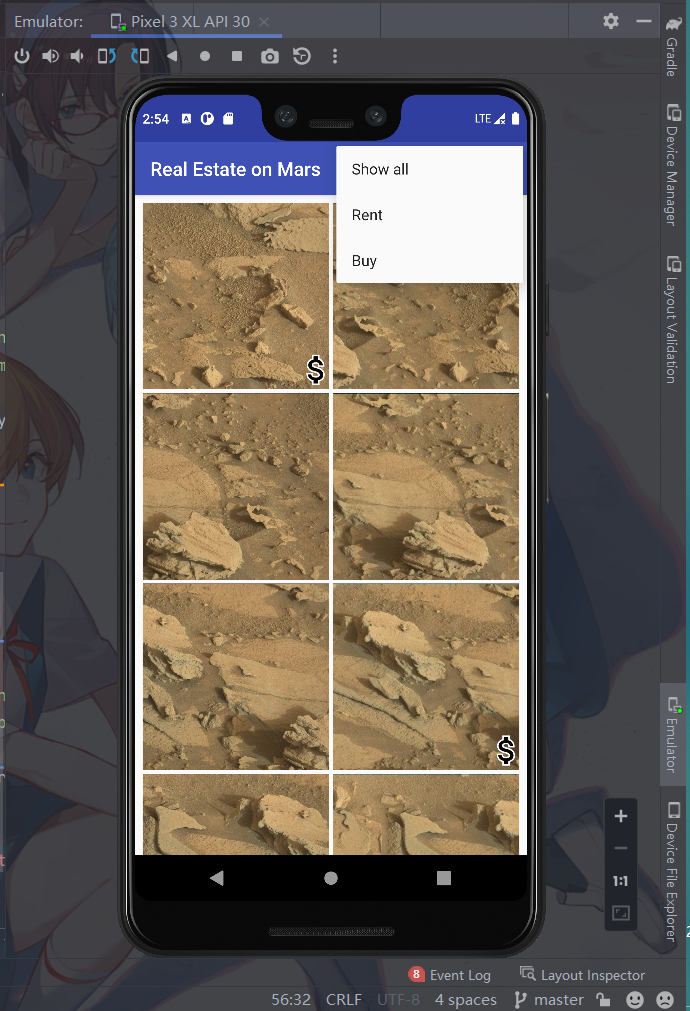 Emulator: Pixel 3 XL API 30
Gradle
2:54 A LTE
Real Estate on Mars
Show all
Rent
Buy
$
$
Device Manager
Layout Validation
Emulator
Device File Explorer
1:1
8 Event Log Layout Inspector
56:32 CRLF UTF-8 4 spaces master